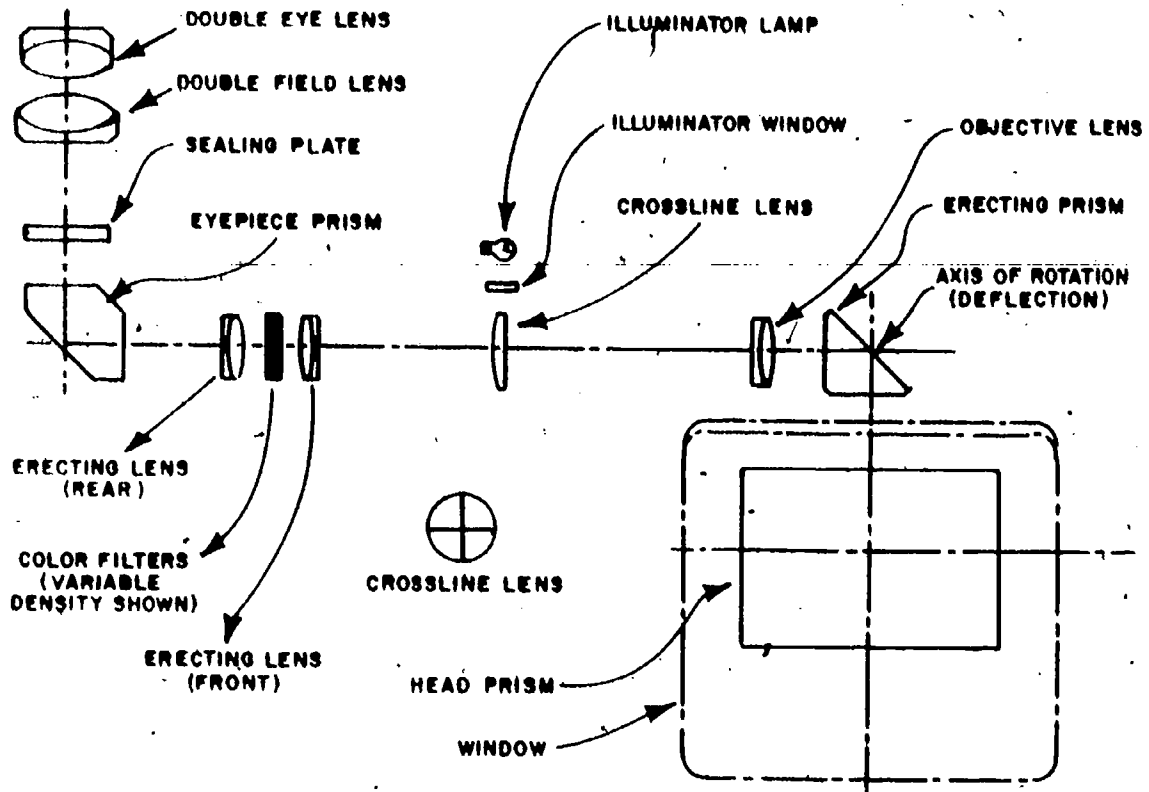 DOUBLE EYE LENS
DOUBLE FIELD LENS
SEALING PLATE
EYEPIECE PRISM
ILLUMINATOR LAMP
ILLUMINATOR WINDOW
CROSSLINE LENS
OBJECTIVE LENS
ERECTING PRISM
AXIS OF ROTATION
(DEFLECTION)
ERECTING LENS
(REAR)
COLOR FILTERS
(VARIABLE
DENSITY SHOWN)
ERECTING LENS
(FRONT)
CROSSLINE LENS
HEAD PRISM
WINDOW